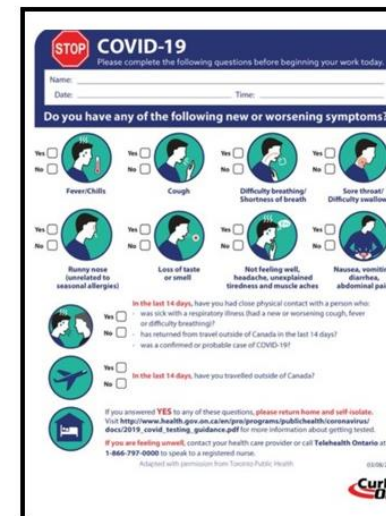 STOP
COVID-19
Please complete the following questions before beginning your work today.
Name:
Date: Time:
Do you have any of the following new or worsening symptoms?
Yes Yes Yes Yes
No No No No
Fever/Chills Cough Difficulty breathing/ Sore throat/
Shortness of breath Difficulty
Yes Yes Yes Yes
No No No No
Runny nose Loss of taste Not feeling well, Nausea,
(unrelated to or smell headache, unexplained diarrhea,
seasonal allergies) tiredness and muscle aches abdominal
In the last 14 days, have you had close physical contact with a person who:
Yes - was sick with a respiratory illness (had a new or worsening cough, fever
or difficulty breathing)?
No - has returned from travel outside of Canada in the last 14 days?
- was a confirmed or probable case of COVID-19?
Yes
In the last 14 days, have you travelled outside of Canada?
No
If you answered YES to any of these questions, please return home and self-isolate.
Visit http://www.health.gov.on.ca/en/pro/programs/publichealth/coronavirus/
docs/2019_covid_testing_guidance.pdf for more information about getting tested.
If you are feeling unwell, contact your health care provider or call Telehealth Ontario at
1-866-797-0000 to speak to a registered nurse.
Adapted with permission from Toronto Public Health